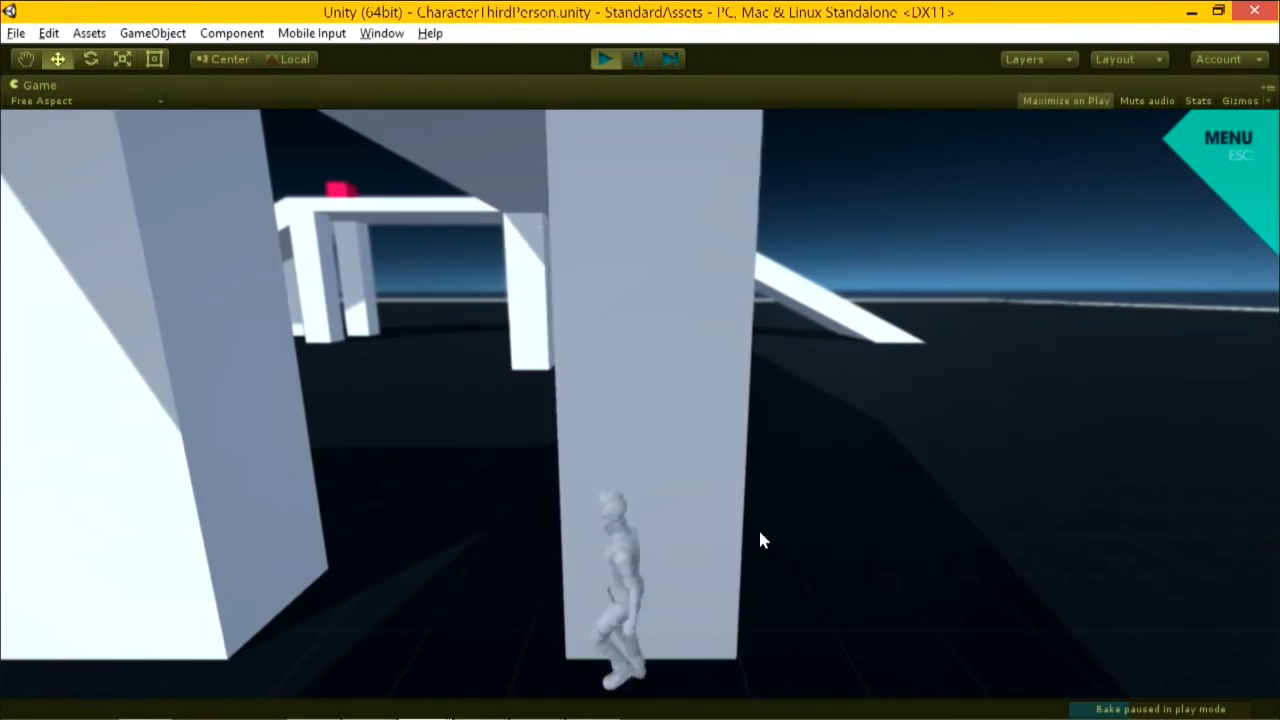 Unity (64bit) - CharacterThirdPerson.unity - StandardAssets - PC, Mac & Linux Standalone <DX11>
File Edit Assets GameObject Component Mobile Input Window Help
Center Local Layers Layout Account
Game
Free Aspect Maximize on Play Mute audio Stats Gizmos
MENU
ESC
Bake paused in play mode